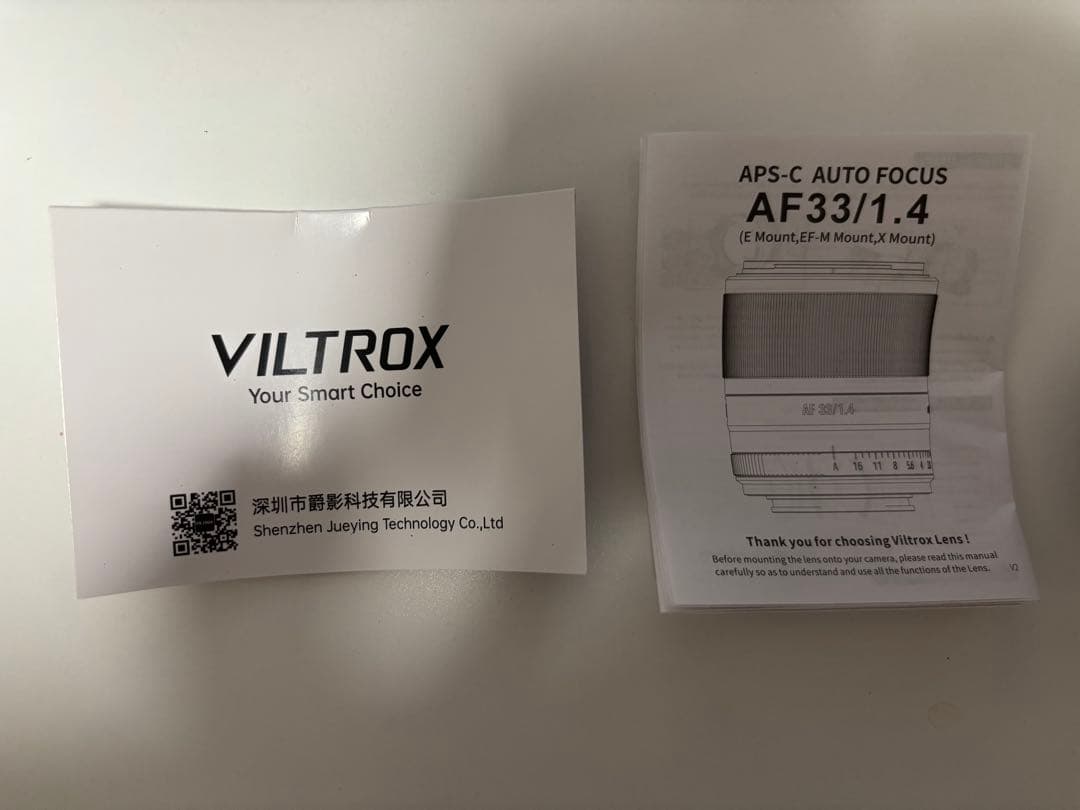 VILTROX
Your Smart Choice
深圳市爵影科技有限公司
Shenzhen Jueying Technology Co.,Ltd
APS-C AUTO FOCUS
AF33/1.4
(E Mount,EF-M Mount,X Mount)
AF 33/1.4
A 16 11 8 5.6 4
Thank you for choosing Viltrox Lens !
Before mounting the lens onto your camera, please read this manual
carefully so as to understand and use all the functions of the Lens.
V2